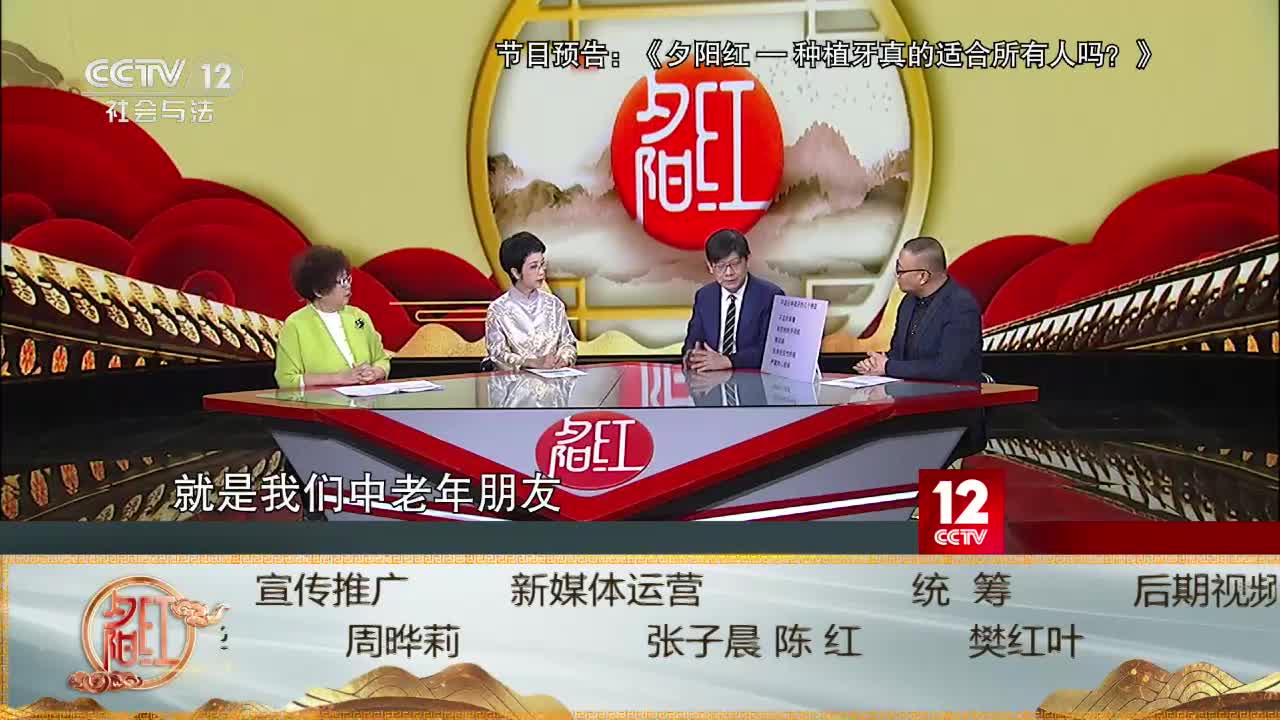 节目预告：《夕阳红 — 种植牙真的适合所有人吗？》
CCTV 12
社会与法
夕阳红
夕阳红
就是我们中老年朋友
12
CCTV
宣传推广 新媒体运营 统 筹 后期视频
夕阳红
周晔莉 张子晨 陈 红 樊红叶